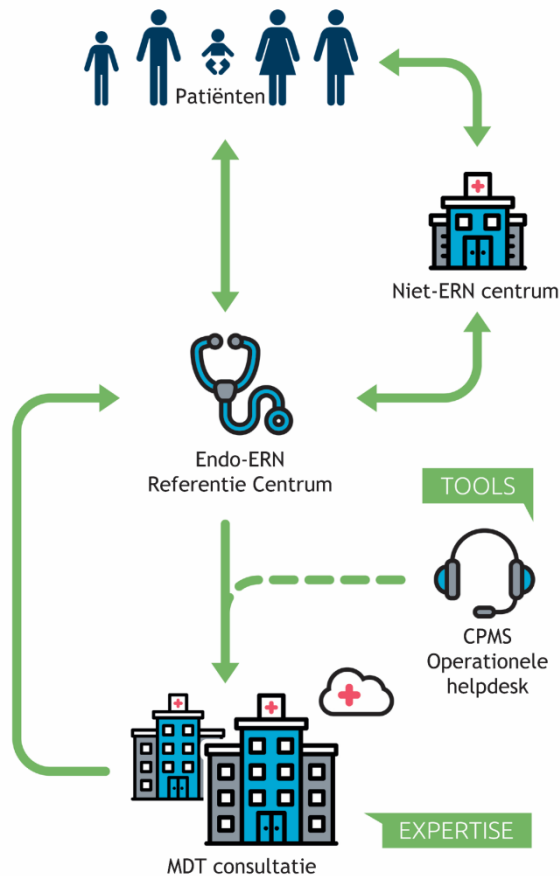 Patiënten
Niet-ERN centrum
Endo-ERN
Referentie Centrum
TOOLS
CPMS
Operationele
helpdesk
EXPERTISE
MDT consultatie